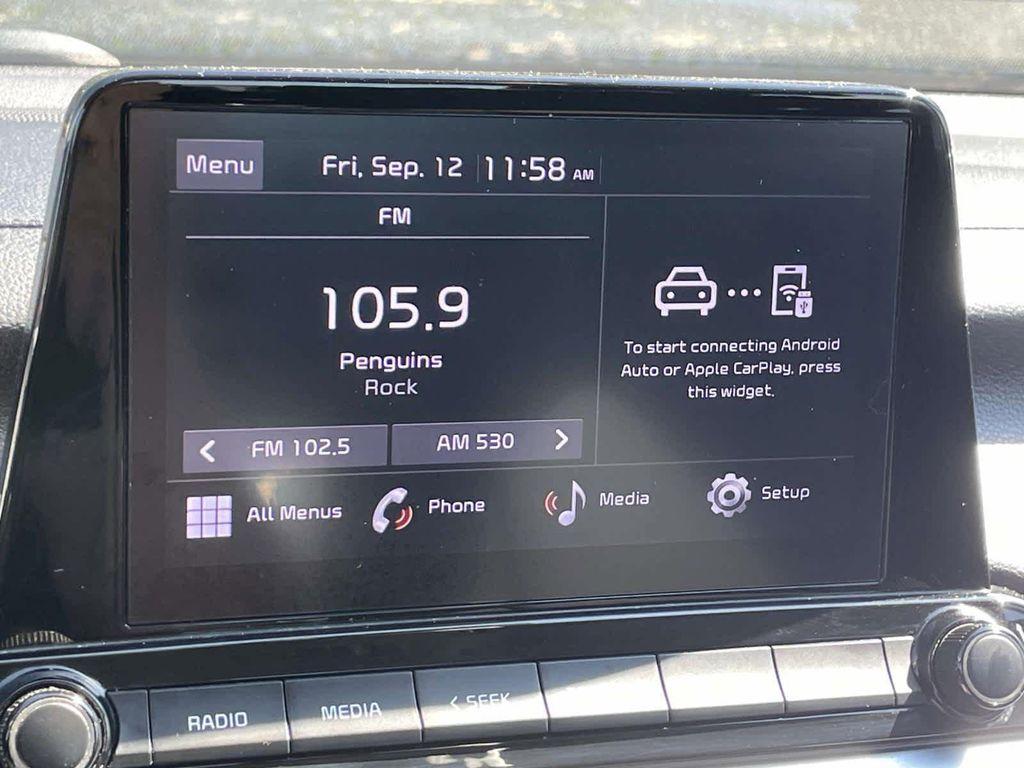 Menu
Fri, Sep. 12 11:58 AM
FM
105.9
Penguins
Rock
To start connecting Android
Auto or Apple CarPlay, press
this widget.
< FM 102.5
AM 530 >
All Menus
Phone
Media
Setup
RADIO
MEDIA
< SEEK